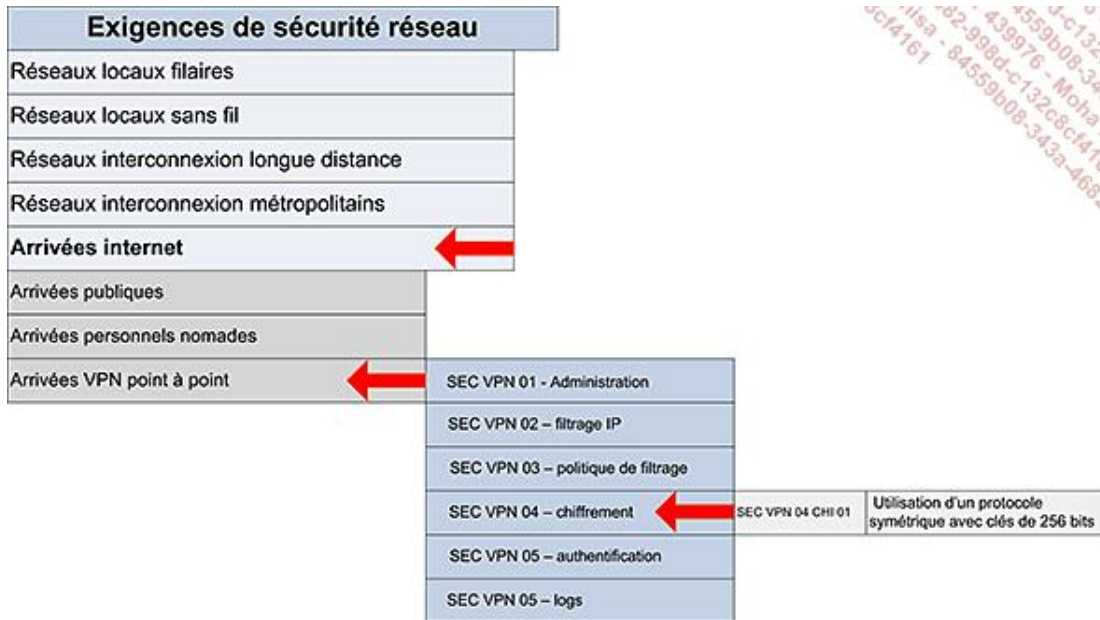 Exigences de sécurité réseau
Réseaux locaux filaires
Réseaux locaux sans fil
Réseaux interconnexion longue distance
Réseaux interconnexion métropolitains
Arrivées internet
Arrivées publiques
Arrivées personnels nomades
Arrivées VPN point à point
SEC VPN 01 - Administration
SEC VPN 02 – filtrage IP
SEC VPN 03 – politique de filtrage
SEC VPN 04 – chiffrement
SEC VPN 04 CHI 01
Utilisation d'un protocole
symétrique avec clés de 256 bits
SEC VPN 05 – authentification
SEC VPN 05 – logs